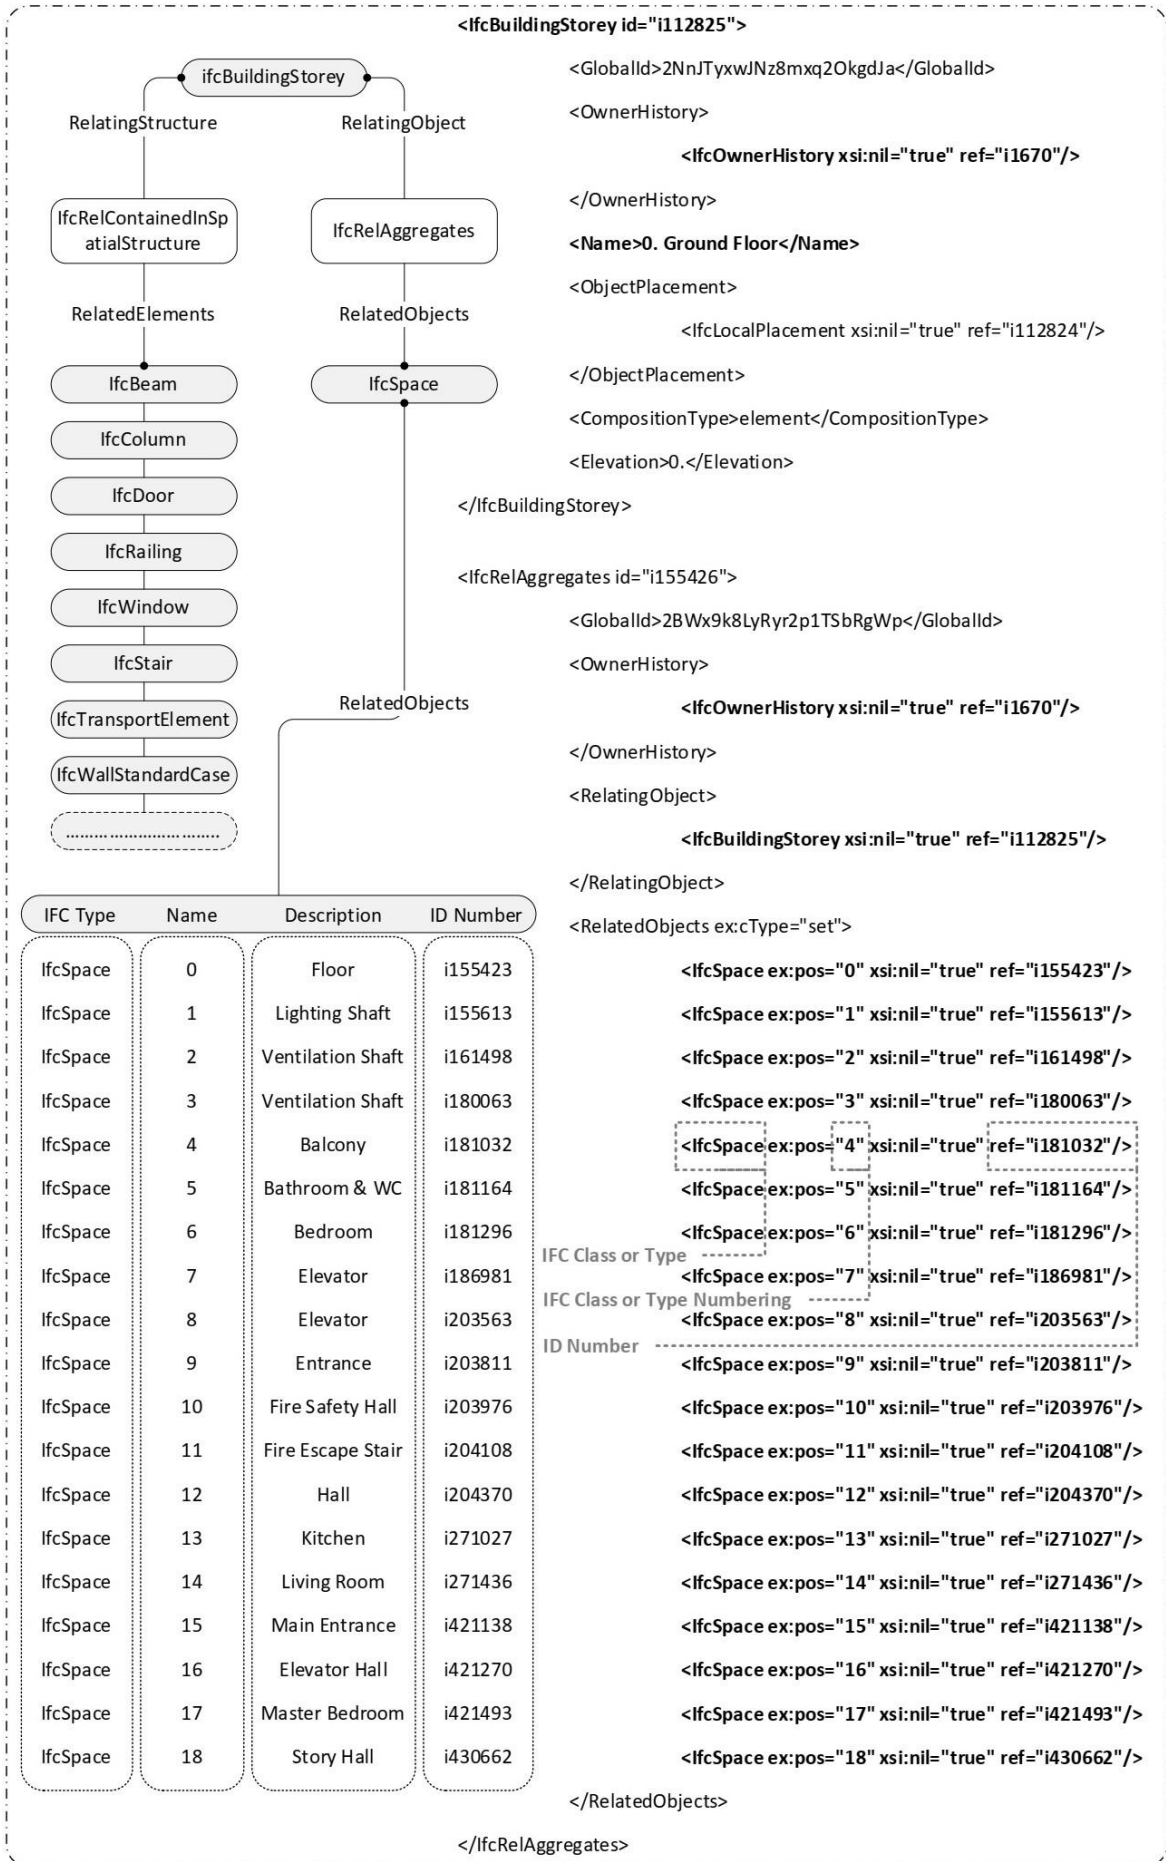 ifcBuildingStorey
RelatingStructure
RelatingObject
IfcRelContainedInSp
atialStructure
IfcRelAggregates
RelatedElements
RelatedObjects
IfcBeam
IfcSpace
IfcColumn
IfcDoor
IfcRailing
IfcWindow
IfcStair
IfcTransportElement
IfcWallStandardCase
...................................
RelatedObjects
IFC Type Name Description ID Number
IfcSpace 0 Floor i155423
IfcSpace 1 Lighting Shaft i155613
IfcSpace 2 Ventilation Shaft i161498
IfcSpace 3 Ventilation Shaft i180063
IfcSpace 4 Balcony i181032
IfcSpace 5 Bathroom & WC i181164
IfcSpace 6 Bedroom i181296
IfcSpace 7 Elevator i186981
IfcSpace 8 Elevator i203563
IfcSpace 9 Entrance i203811
IfcSpace 10 Fire Safety Hall i203976
IfcSpace 11 Fire Escape Stair i204108
IfcSpace 12 Hall i204370
IfcSpace 13 Kitchen i271027
IfcSpace 14 Living Room i271436
IfcSpace 15 Main Entrance i421138
IfcSpace 16 Elevator Hall i421270
IfcSpace 17 Master Bedroom i421493
IfcSpace 18 Story Hall i430662
<IfcBuildingStorey id="i112825">
<GlobalId>2NnJTyxwJNz8mxq2OkgdJa</GlobalId>
<OwnerHistory>
<IfcOwnerHistory xsi:nil="true" ref="i1670"/>
</OwnerHistory>
<Name>0. Ground Floor</Name>
<ObjectPlacement>
<IfcLocalPlacement xsi:nil="true" ref="i112824"/>
</ObjectPlacement>
<CompositionType>element</CompositionType>
<Elevation>0.</Elevation>
</IfcBuildingStorey>
<IfcRelAggregates id="i155426">
<GlobalId>2BWx9k8LyRyr2p1TSbRgWp</GlobalId>
<OwnerHistory>
<IfcOwnerHistory xsi:nil="true" ref="i1670"/>
</OwnerHistory>
<RelatingObject>
<IfcBuildingStorey xsi:nil="true" ref="i112825"/>
</RelatingObject>
<RelatedObjects ex:cType="set">
<IfcSpace ex:pos="0" xsi:nil="true" ref="i155423"/>
<IfcSpace ex:pos="1" xsi:nil="true" ref="i155613"/>
<IfcSpace ex:pos="2" xsi:nil="true" ref="i161498"/>
<IfcSpace ex:pos="3" xsi:nil="true" ref="i180063"/>
<IfcSpace ex:pos="4" xsi:nil="true" ref="i181032"/>
<IfcSpace ex:pos="5" xsi:nil="true" ref="i181164"/>
<IfcSpace ex:pos="6" xsi:nil="true" ref="i181296"/>
IFC Class or Type
<IfcSpace ex:pos="7" xsi:nil="true" ref="i186981"/>
IFC Class or Type Numbering
<IfcSpace ex:pos="8" xsi:nil="true" ref="i203563"/>
ID Number
<IfcSpace ex:pos="9" xsi:nil="true" ref="i203811"/>
<IfcSpace ex:pos="10" xsi:nil="true" ref="i203976"/>
<IfcSpace ex:pos="11" xsi:nil="true" ref="i204108"/>
<IfcSpace ex:pos="12" xsi:nil="true" ref="i204370"/>
<IfcSpace ex:pos="13" xsi:nil="true" ref="i271027"/>
<IfcSpace ex:pos="14" xsi:nil="true" ref="i271436"/>
<IfcSpace ex:pos="15" xsi:nil="true" ref="i421138"/>
<IfcSpace ex:pos="16" xsi:nil="true" ref="i421270"/>
<IfcSpace ex:pos="17" xsi:nil="true" ref="i421493"/>
<IfcSpace ex:pos="18" xsi:nil="true" ref="i430662"/>
</RelatedObjects>
</IfcRelAggregates>